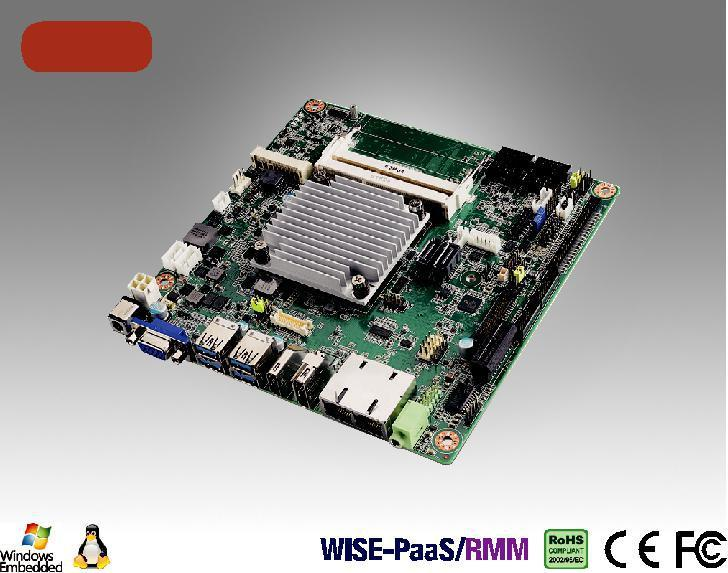 Windows
Embedded
WISE-PaaS/RMM
RoHS
COMPLIANT
2002/95/EC
CE FC